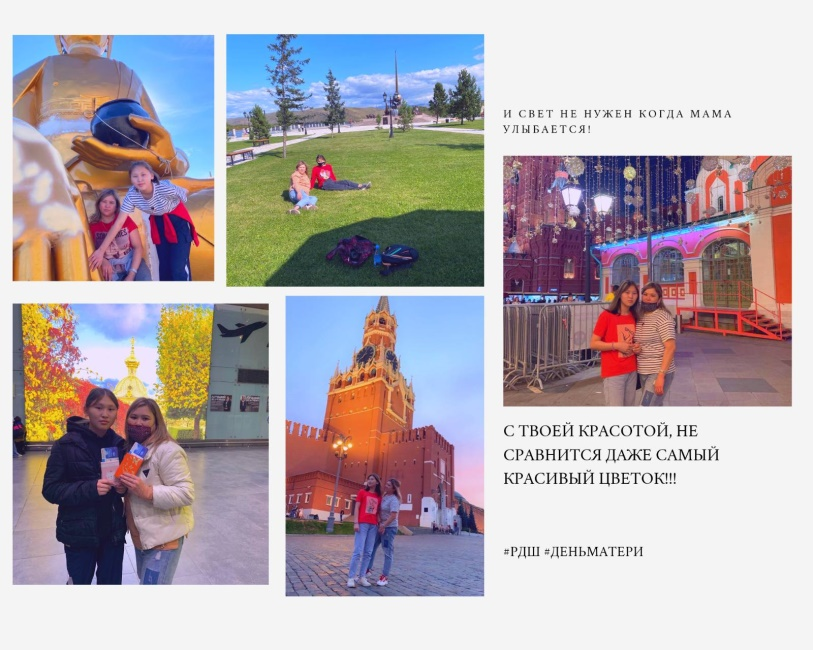 И СВЕТ НЕ НУЖЕН КОГДА МАМА
УЛЫБАЕТСЯ!
С ТВОЕЙ КРАСОТОЙ, НЕ
СРАВНИТСЯ ДАЖЕ САМЫЙ
КРАСИВЫЙ ЦВЕТОК!!!
#РДШ #ДЕНЬМАТЕРИ